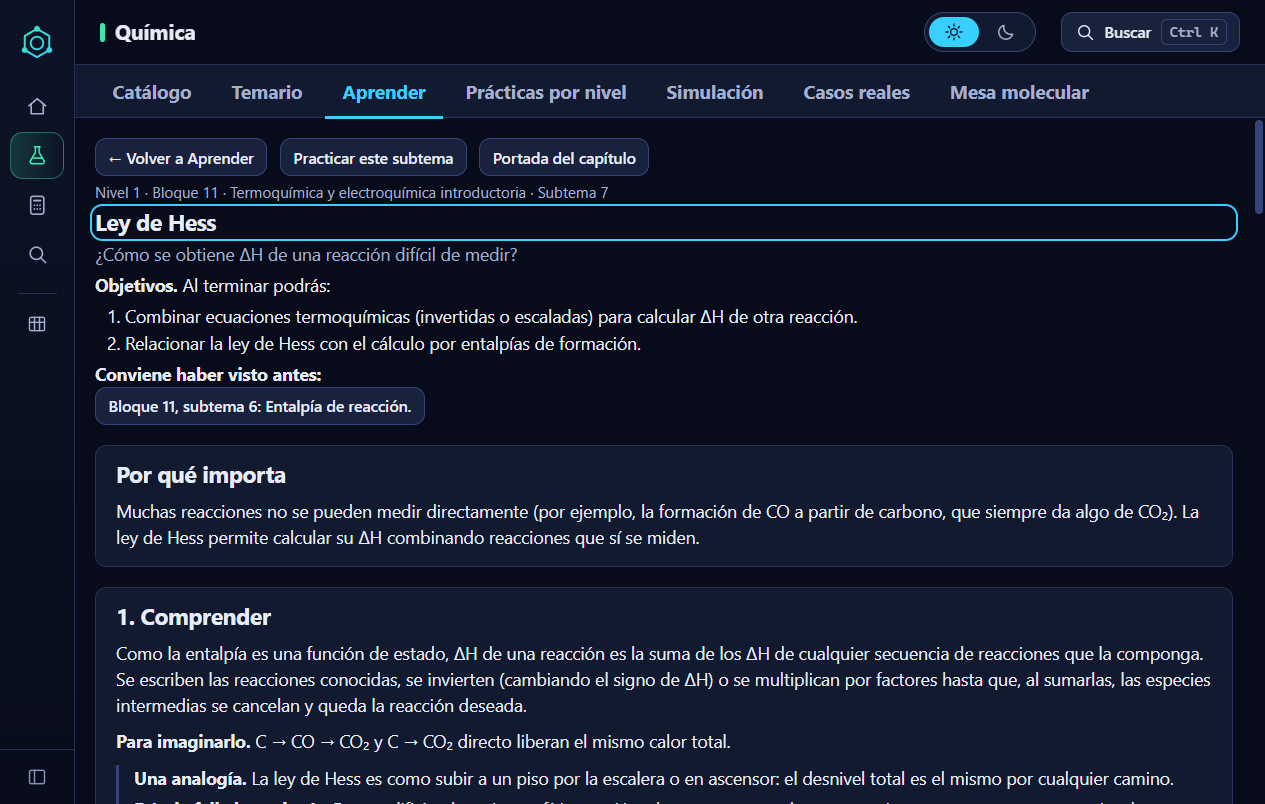 Química
Buscar Ctrl K
Catálogo Temario Aprender Prácticas por nivel Simulación Casos reales Mesa molecular
← Volver a Aprender Practicar este subtema Portada del capítulo
Nivel 1 · Bloque 11 · Termoquímica y electroquímica introductoria · Subtema 7
Ley de Hess
¿Cómo se obtiene ΔH de una reacción difícil de medir?
Objetivos. Al terminar podrás:
1. Combinar ecuaciones termoquímicas (invertidas o escaladas) para calcular ΔH de otra reacción.
2. Relacionar la ley de Hess con el cálculo por entalpías de formación.
Conviene haber visto antes:
Bloque 11, subtema 6: Entalpía de reacción.
Por qué importa
Muchas reacciones no se pueden medir directamente (por ejemplo, la formación de CO a partir de carbono, que siempre da algo de CO₂). La
ley de Hess permite calcular su ΔH combinando reacciones que sí se miden.
1. Comprender
Como la entalpía es una función de estado, ΔH de una reacción es la suma de los ΔH de cualquier secuencia de reacciones que la componga.
Se escriben las reacciones conocidas, se invierten (cambiando el signo de ΔH) o se multiplican por factores hasta que, al sumarlas, las especies
intermedias se cancelan y queda la reacción deseada.
Para imaginarlo. C → CO → CO₂ y C → CO₂ directo liberan el mismo calor total.
Una analogía. La ley de Hess es como subir a un piso por la escalera o en ascensor: el desnivel total es el mismo por cualquier camino.